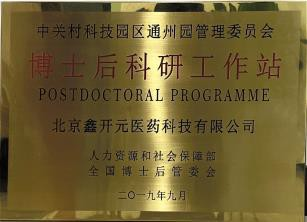 中关村科技园区通州园管理委员会
博士后科研工作站
POSTDOCTORAL PROGRAMME
北京鑫开元医药科技有限公司
人力资源和社会保障部
全国博士后管委会
二〇一九年九月